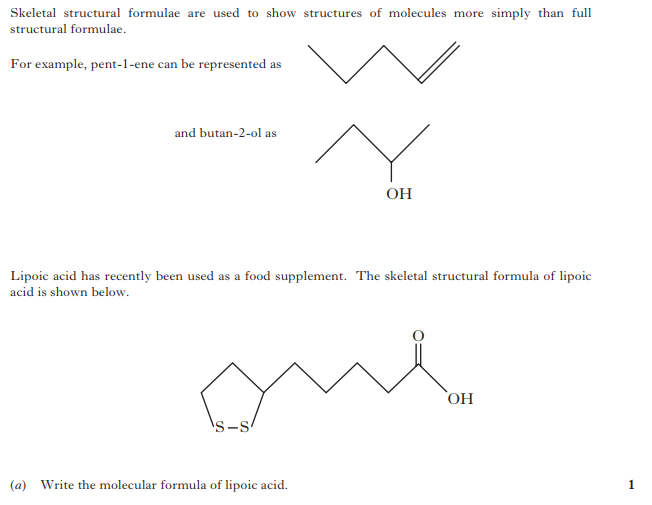 Skeletal structural formulae are used to show structures of molecules more simply than full
structural formulae.
For example, pent-1-ene can be represented as
and butan-2-ol as
OH
Lipoic acid has recently been used as a food supplement. The skeletal structural formula of lipoic
acid is shown below.
O
OH
S–S
(a) Write the molecular formula of lipoic acid. 1